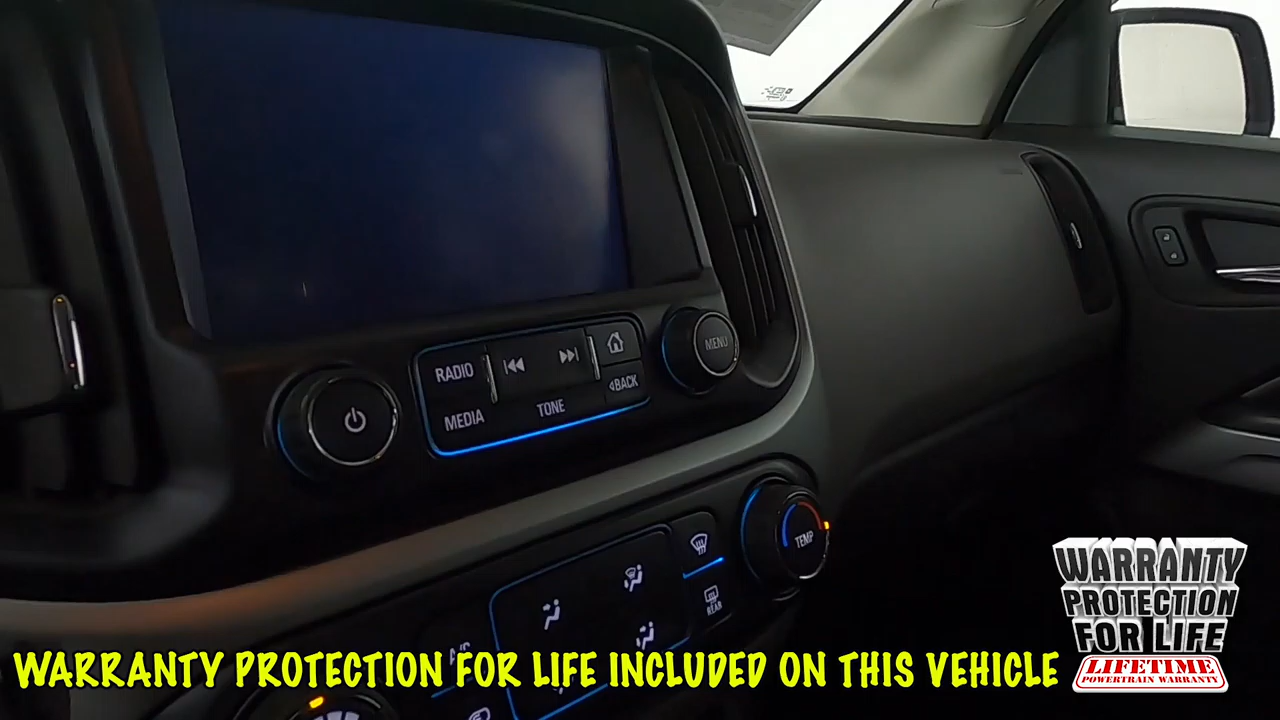 MENU
RADIO
BACK
MEDIA
TONE
TEMP
REAR
A/C
WARRANTY
PROTECTION
FOR LIFE
LIFETIME
POWERTRAIN WARRANTY
WARRANTY PROTECTION FOR LIFE INCLUDED ON THIS VEHICLE